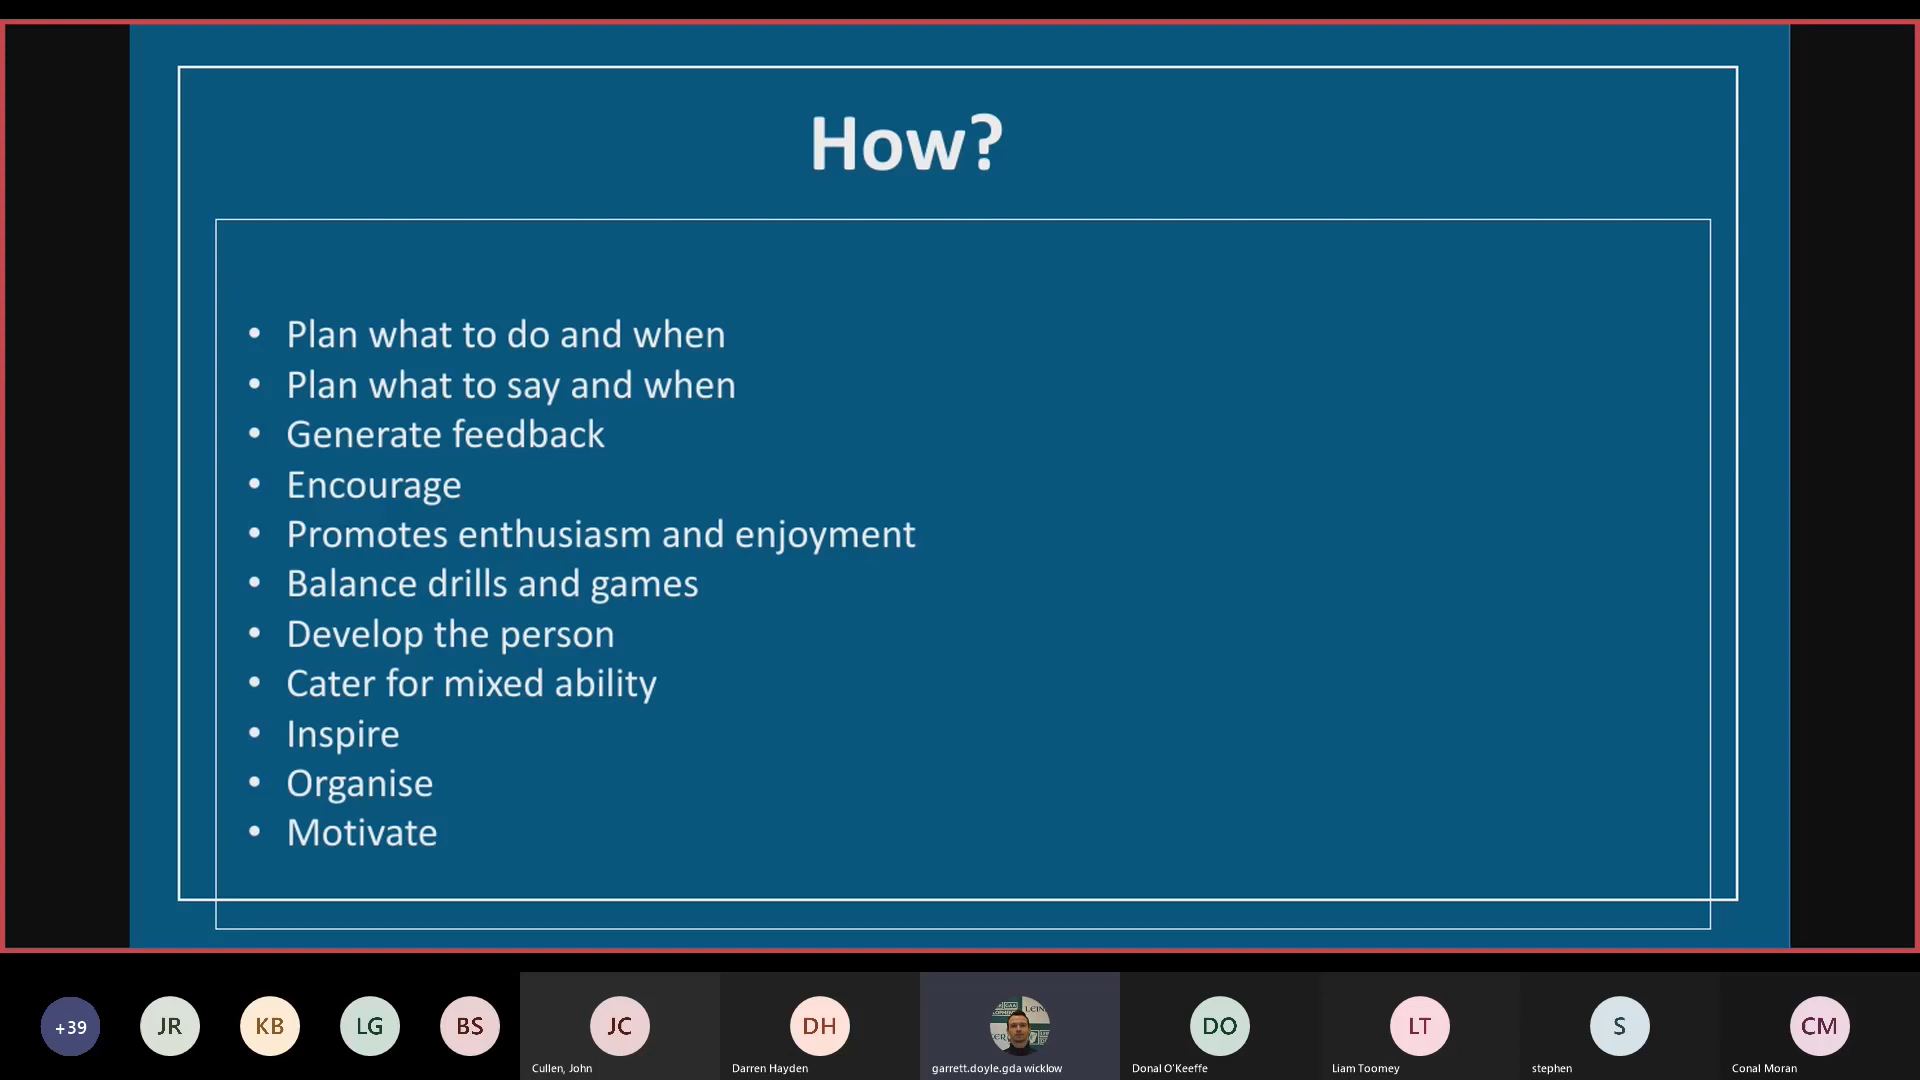 How?
• Plan what to do and when
• Plan what to say and when
• Generate feedback
• Encourage
• Promotes enthusiasm and enjoyment
• Balance drills and games
• Develop the person
• Cater for mixed ability
• Inspire
• Organise
• Motivate
+39
JR
KB
LG
BS
JC
DH
DO
LT
S
CM
Cullen, John
Darren Hayden
garrett.doyle.gda wicklow
Donal O'Keeffe
Liam Toomey
stephen
Conal Moran